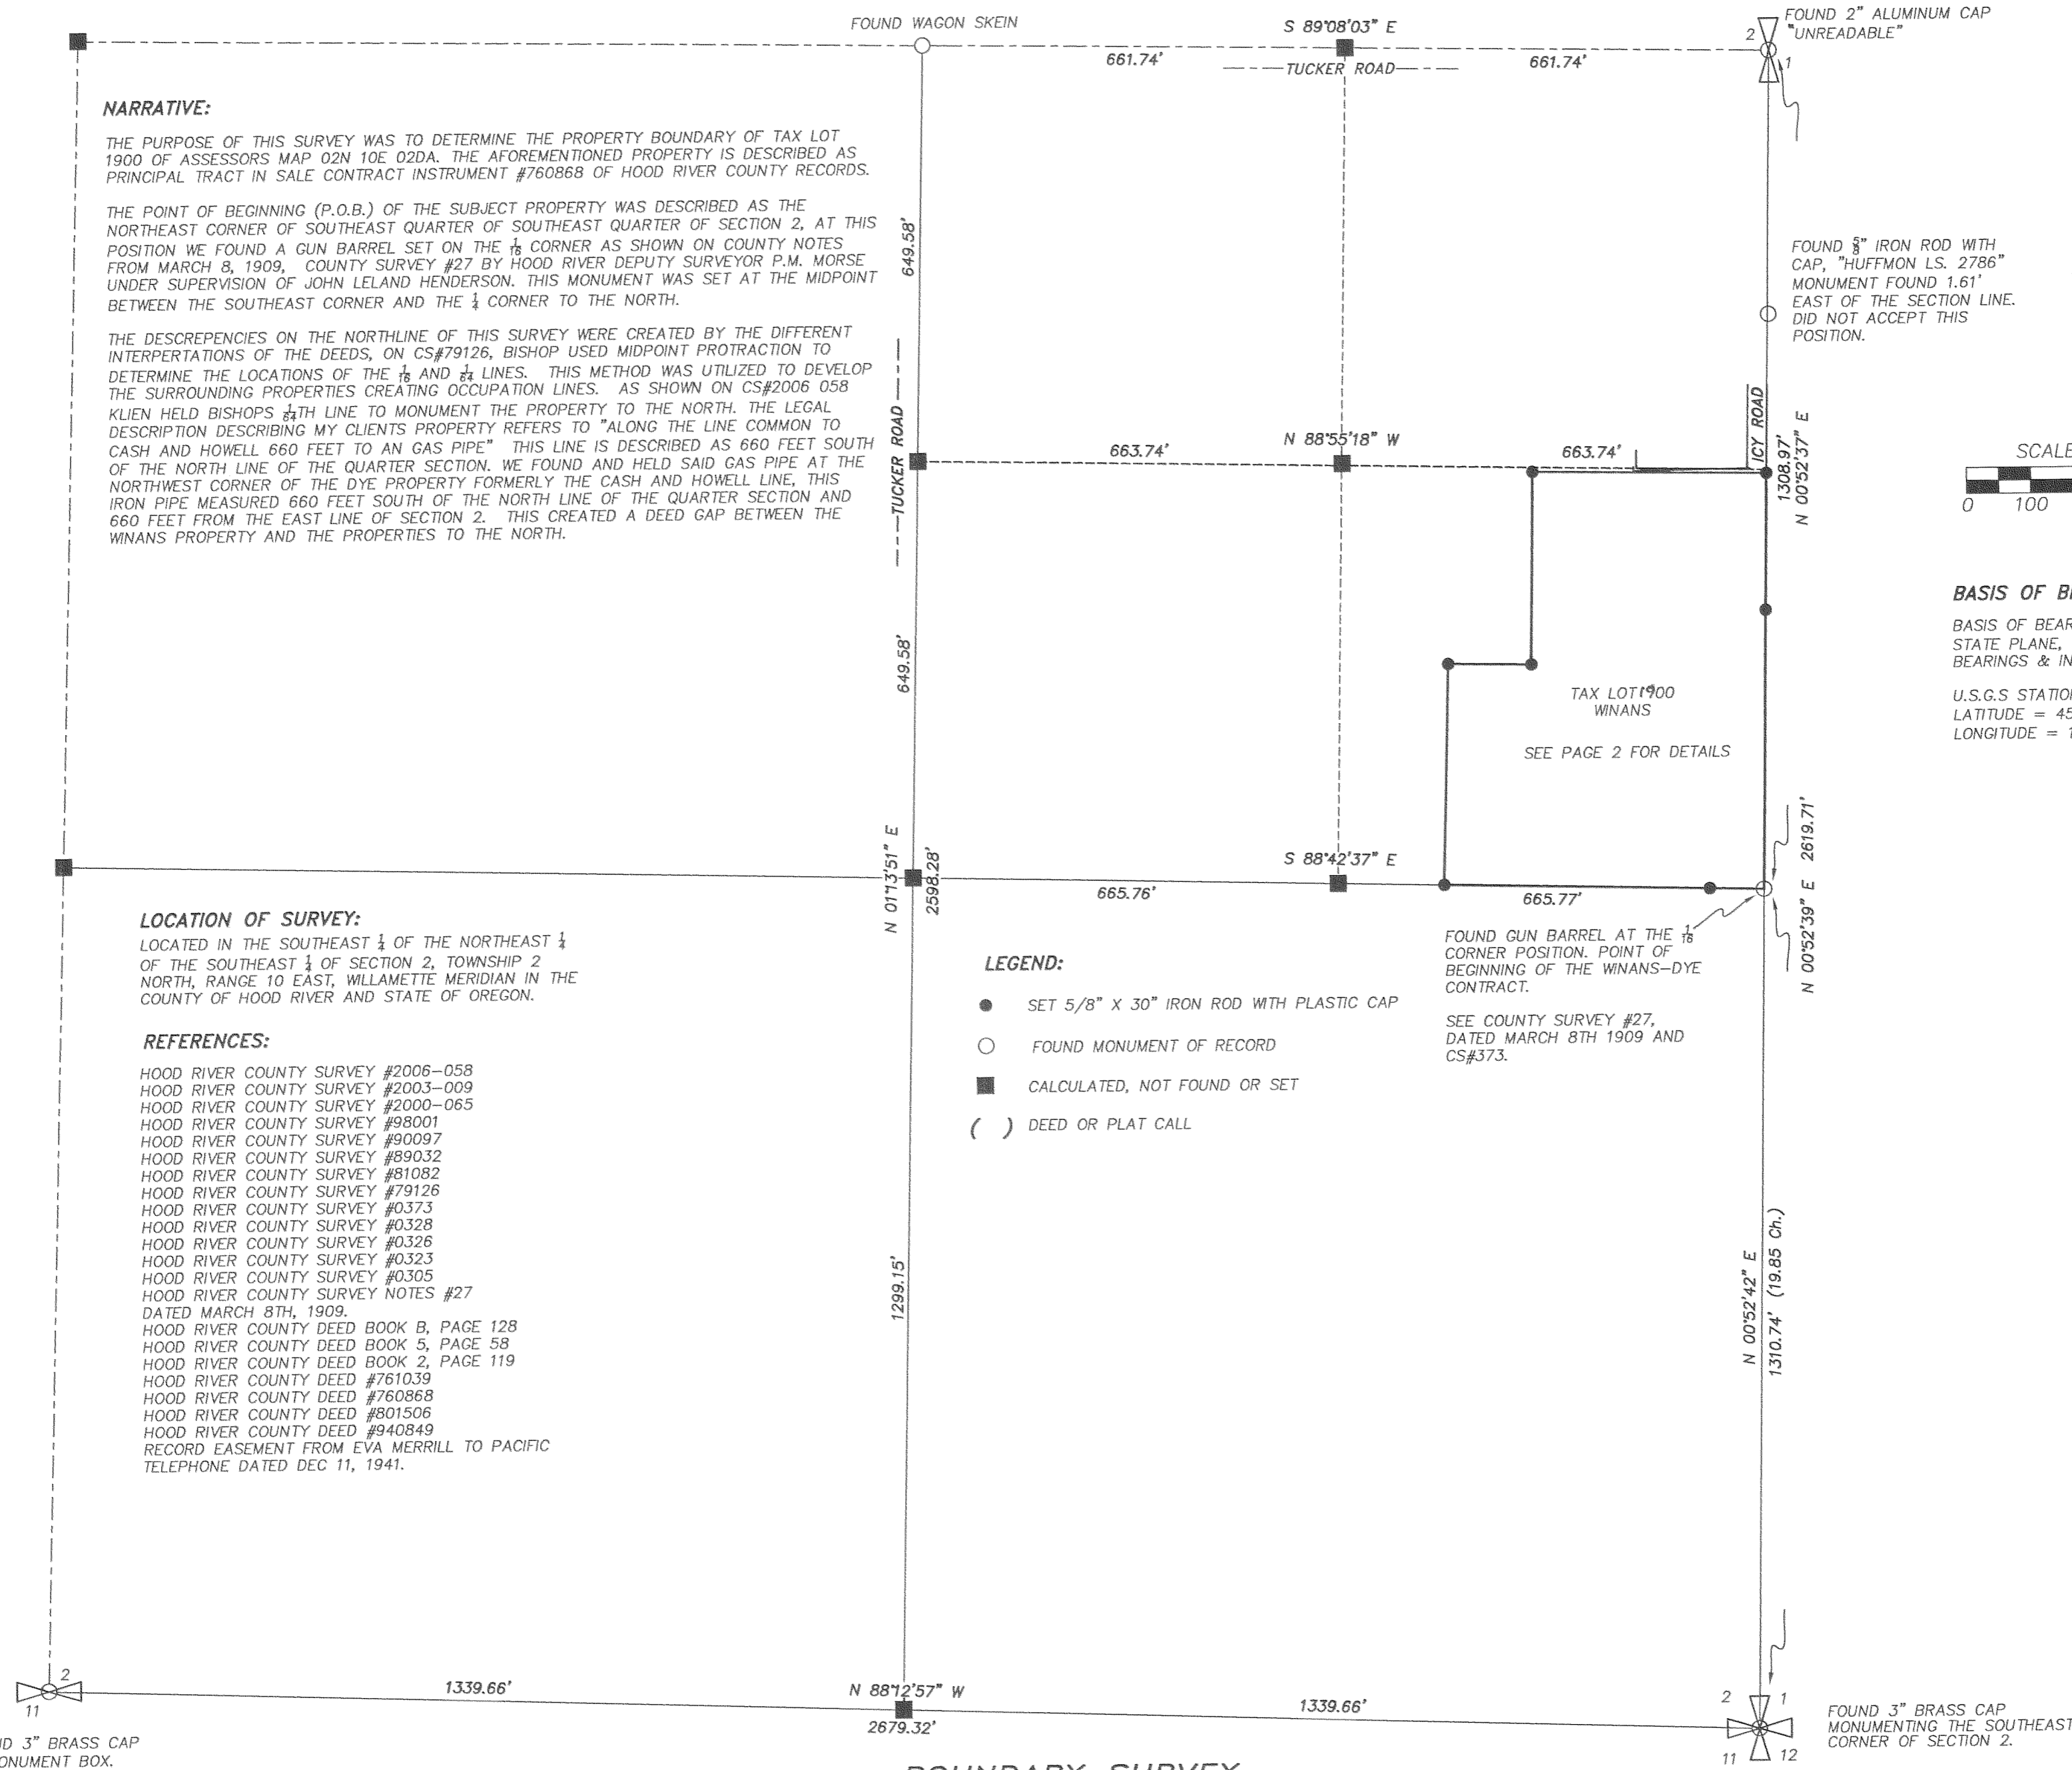 FOUND WAGON SKEIN
S 89°08'03" E
FOUND 2" ALUMINUM CAP
"UNREADABLE"
2
1
661.74'
661.74'
TUCKER ROAD
NARRATIVE:
THE PURPOSE OF THIS SURVEY WAS TO DETERMINE THE PROPERTY BOUNDARY OF TAX LOT
1900 OF ASSESSORS MAP 02N 10E 02DA. THE AFOREMENTIONED PROPERTY IS DESCRIBED AS
PRINCIPAL TRACT IN SALE CONTRACT INSTRUMENT #760868 OF HOOD RIVER COUNTY RECORDS.
THE POINT OF BEGINNING (P.O.B.) OF THE SUBJECT PROPERTY WAS DESCRIBED AS THE
NORTHEAST CORNER OF SOUTHEAST QUARTER OF SOUTHEAST QUARTER OF SECTION 2, AT THIS
POSITION WE FOUND A GUN BARREL SET ON THE 1/16 CORNER AS SHOWN ON COUNTY NOTES
FROM MARCH 8, 1909, COUNTY SURVEY #27 BY HOOD RIVER DEPUTY SURVEYOR P.M. MORSE
UNDER SUPERVISION OF JOHN LELAND HENDERSON. THIS MONUMENT WAS SET AT THE MIDPOINT
BETWEEN THE SOUTHEAST CORNER AND THE 1/4 CORNER TO THE NORTH.
THE DESCREPENCIES ON THE NORTHLINE OF THIS SURVEY WERE CREATED BY THE DIFFERENT
INTERPERTATIONS OF THE DEEDS, ON CS#79126, BISHOP USED MIDPOINT PROTRACTION TO
DETERMINE THE LOCATIONS OF THE 1/16 AND 1/64 LINES. THIS METHOD WAS UTILIZED TO DEVELOP
THE SURROUNDING PROPERTIES CREATING OCCUPATION LINES. AS SHOWN ON CS#2006 058
KLIEN HELD BISHOPS 1/64TH LINE TO MONUMENT THE PROPERTY TO THE NORTH. THE LEGAL
DESCRIPTION DESCRIBING MY CLIENTS PROPERTY REFERS TO "ALONG THE LINE COMMON TO
CASH AND HOWELL 660 FEET TO AN GAS PIPE" THIS LINE IS DESCRIBED AS 660 FEET SOUTH
OF THE NORTH LINE OF THE QUARTER SECTION. WE FOUND AND HELD SAID GAS PIPE AT THE
NORTHWEST CORNER OF THE DYE PROPERTY FORMERLY THE CASH AND HOWELL LINE, THIS
IRON PIPE MEASURED 660 FEET SOUTH OF THE NORTH LINE OF THE QUARTER SECTION AND
660 FEET FROM THE EAST LINE OF SECTION 2. THIS CREATED A DEED GAP BETWEEN THE
WINANS PROPERTY AND THE PROPERTIES TO THE NORTH.
649.58'
TUCKER ROAD
649.58'
FOUND 5/8" IRON ROD WITH
CAP, "HUFFMON LS. 2786"
MONUMENT FOUND 1.61'
EAST OF THE SECTION LINE.
DID NOT ACCEPT THIS
POSITION.
ICY ROAD
1308.97'
N 00°52'37" E
N 88°55'18" W
663.74'
663.74'
SCALE
0 100
BASIS OF B
BASIS OF BEAR
STATE PLANE,
BEARINGS & IN
U.S.G.S STATIO
LATITUDE = 45
LONGITUDE = 1
TAX LOT 1900
WINANS
SEE PAGE 2 FOR DETAILS
N 01°13'51" E
2598.28'
S 88°42'37" E
665.76'
665.77'
N 00°52'39" E 2619.71'
LOCATION OF SURVEY:
LOCATED IN THE SOUTHEAST 1/4 OF THE NORTHEAST 1/4
OF THE SOUTHEAST 1/4 OF SECTION 2, TOWNSHIP 2
NORTH, RANGE 10 EAST, WILLAMETTE MERIDIAN IN THE
COUNTY OF HOOD RIVER AND STATE OF OREGON.
REFERENCES:
HOOD RIVER COUNTY SURVEY #2006-058
HOOD RIVER COUNTY SURVEY #2003-009
HOOD RIVER COUNTY SURVEY #2000-065
HOOD RIVER COUNTY SURVEY #98001
HOOD RIVER COUNTY SURVEY #90097
HOOD RIVER COUNTY SURVEY #89032
HOOD RIVER COUNTY SURVEY #81082
HOOD RIVER COUNTY SURVEY #79126
HOOD RIVER COUNTY SURVEY #0373
HOOD RIVER COUNTY SURVEY #0328
HOOD RIVER COUNTY SURVEY #0326
HOOD RIVER COUNTY SURVEY #0323
HOOD RIVER COUNTY SURVEY #0305
HOOD RIVER COUNTY SURVEY NOTES #27
DATED MARCH 8TH, 1909.
HOOD RIVER COUNTY DEED BOOK B, PAGE 128
HOOD RIVER COUNTY DEED BOOK 5, PAGE 58
HOOD RIVER COUNTY DEED BOOK 2, PAGE 119
HOOD RIVER COUNTY DEED #761039
HOOD RIVER COUNTY DEED #760868
HOOD RIVER COUNTY DEED #801506
HOOD RIVER COUNTY DEED #940849
RECORD EASEMENT FROM EVA MERRILL TO PACIFIC
TELEPHONE DATED DEC 11, 1941.
LEGEND:
SET 5/8" X 30" IRON ROD WITH PLASTIC CAP
FOUND MONUMENT OF RECORD
CALCULATED, NOT FOUND OR SET
( ) DEED OR PLAT CALL
FOUND GUN BARREL AT THE 1/16
CORNER POSITION. POINT OF
BEGINNING OF THE WINANS-DYE
CONTRACT.
SEE COUNTY SURVEY #27,
DATED MARCH 8TH 1909 AND
CS#373.
1299.15'
N 00°52'42" E
1310.74' (19.85 Ch.)
2
11
1339.66'
N 88°12'57" W
2679.32'
1339.66'
2 1
11 12
D 3" BRASS CAP
ONUMENT BOX.
FOUND 3" BRASS CAP
MONUMENTING THE SOUTHEAST
CORNER OF SECTION 2.
BOUNDARY SURVEY